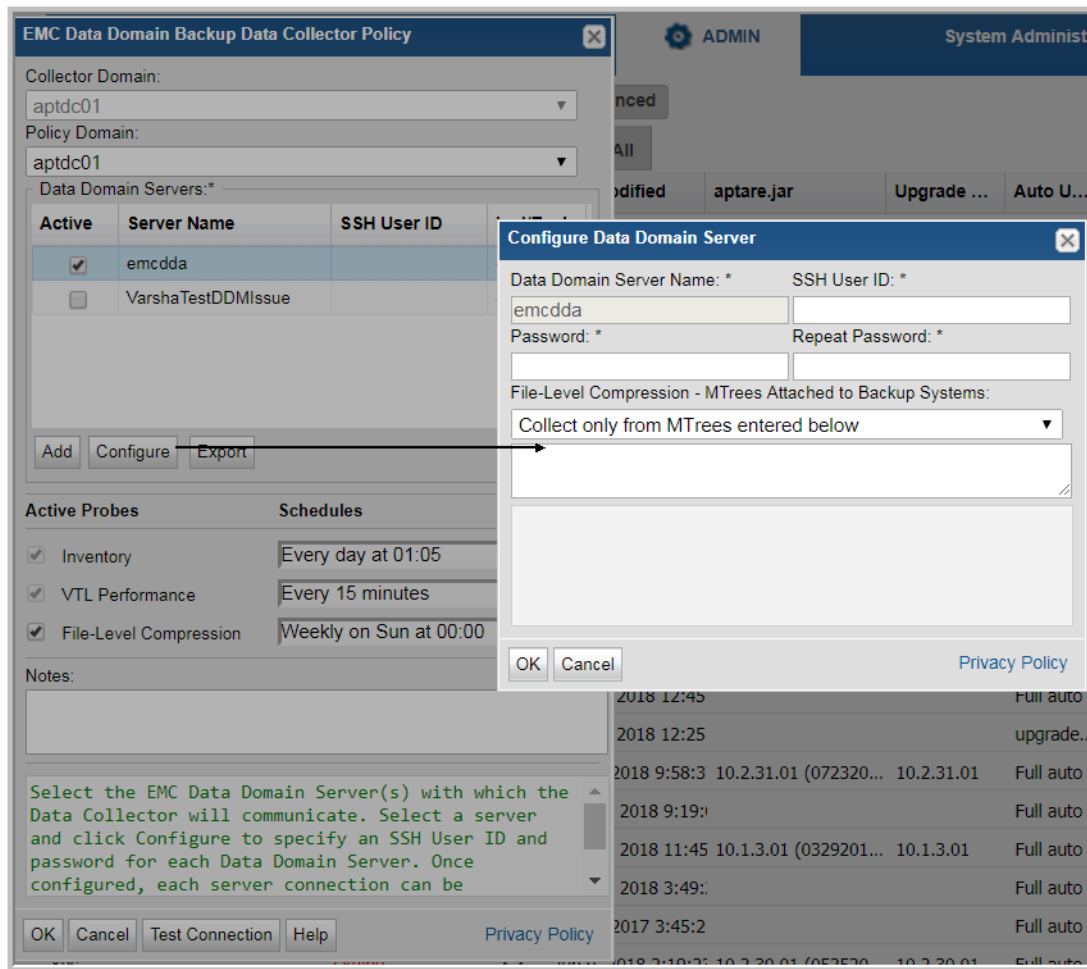 EMC Data Domain Backup Data Collector Policy
ADMIN
System Administ
Collector Domain:
aptdc01
Policy Domain:
aptdc01
Data Domain Servers:*
Active Server Name SSH User ID
emcdda
VarshaTestDDMIssue
Add Configure Export
Active Probes Schedules
Inventory Every day at 01:05
VTL Performance Every 15 minutes
File-Level Compression Weekly on Sun at 00:00
Notes:
Select the EMC Data Domain Server(s) with which the
Data Collector will communicate. Select a server
and click Configure to specify an SSH User ID and
password for each Data Domain Server. Once
configured, each server connection can be
OK Cancel Test Connection Help Privacy Policy
nced
All
odified aptare.jar Upgrade ... Auto U...
Configure Data Domain Server
Data Domain Server Name: * SSH User ID: *
emcdda
Password: * Repeat Password: *
File-Level Compression - MTrees Attached to Backup Systems:
Collect only from MTrees entered below
OK Cancel Privacy Policy
2018 12:45 Full auto
2018 12:25 upgrade..
2018 9:58:3 10.2.31.01 (072320... 10.2.31.01 Full auto
2018 9:19: Full auto
2018 11:45 10.1.3.01 (0329201... 10.1.3.01 Full auto
2018 3:49: Full auto
2017 3:45:2 Full auto
10.2.30.01 Full auto